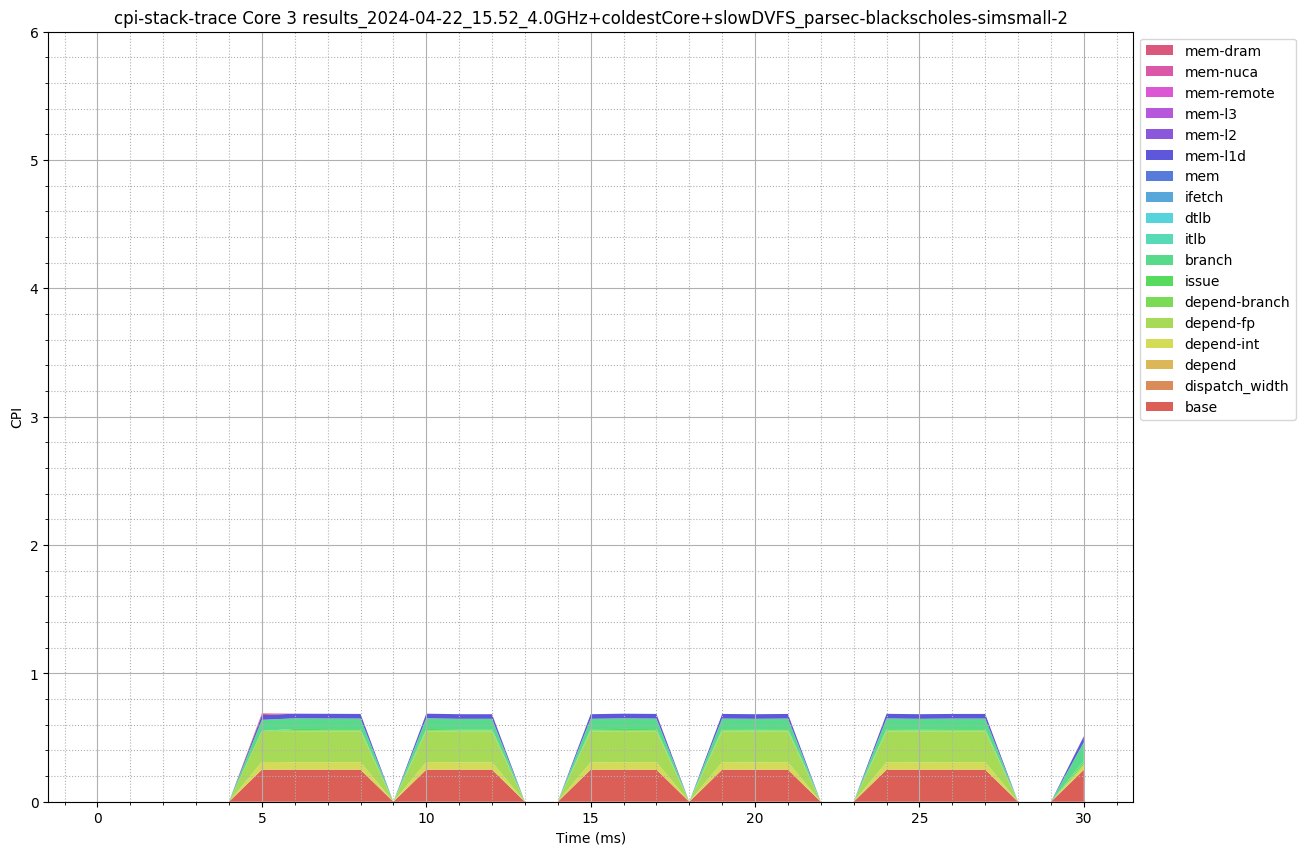 cpi-stack-trace Core 3 results_2024-04-22_15.52_4.0GHz+coldestCore+slowDVFS_parsec-blackscholes-simsmall-2
6
5
4
3
2
1
0
CPI
0 5 10 15 20 25 30
Time (ms)
mem-dram
mem-nuca
mem-remote
mem-l3
mem-l2
mem-l1d
mem
ifetch
dtlb
itlb
branch
issue
depend-branch
depend-fp
depend-int
depend
dispatch_width
base